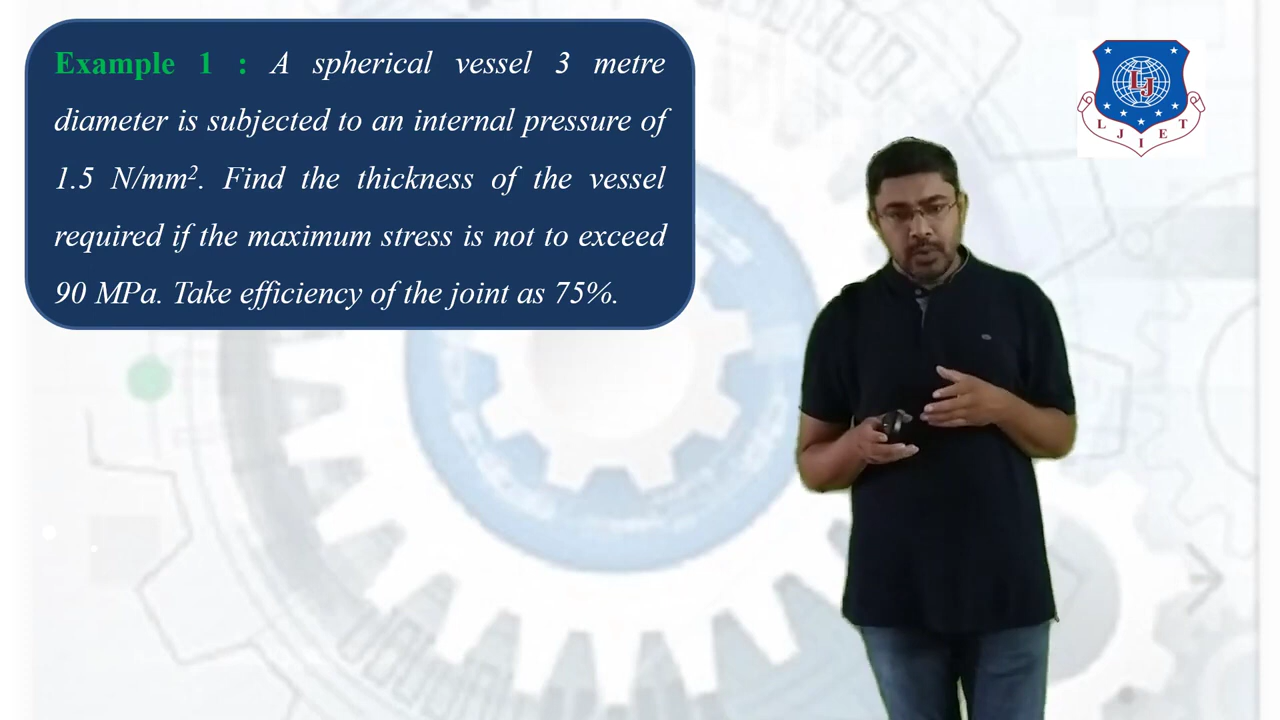 Example 1 : A spherical vessel 3 metre
diameter is subjected to an internal pressure of
1.5 N/mm². Find the thickness of the vessel
required if the maximum stress is not to exceed
90 MPa. Take efficiency of the joint as 75%.
LJ
L J I E T